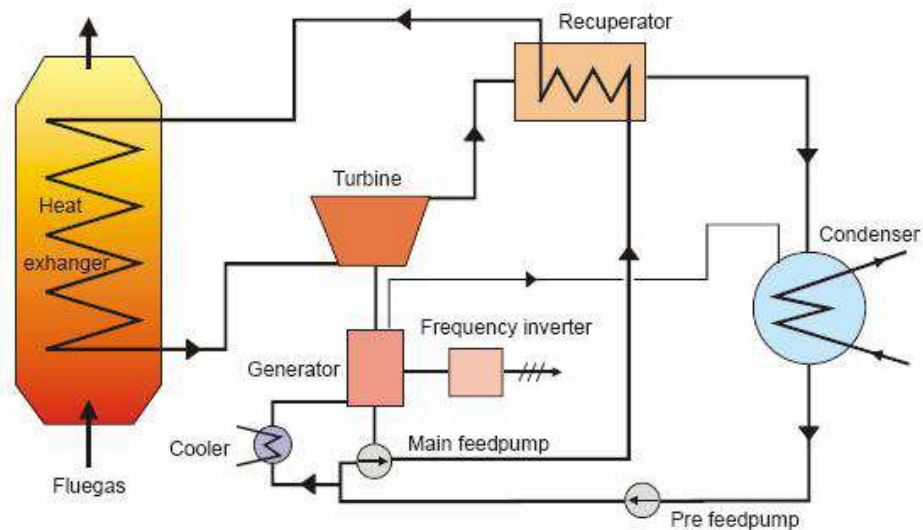 Recuperator
Turbine
Heat
exhanger
Condenser
Frequency inverter
Generator
Cooler
Main feedpump
Fluegas
Pre feedpump